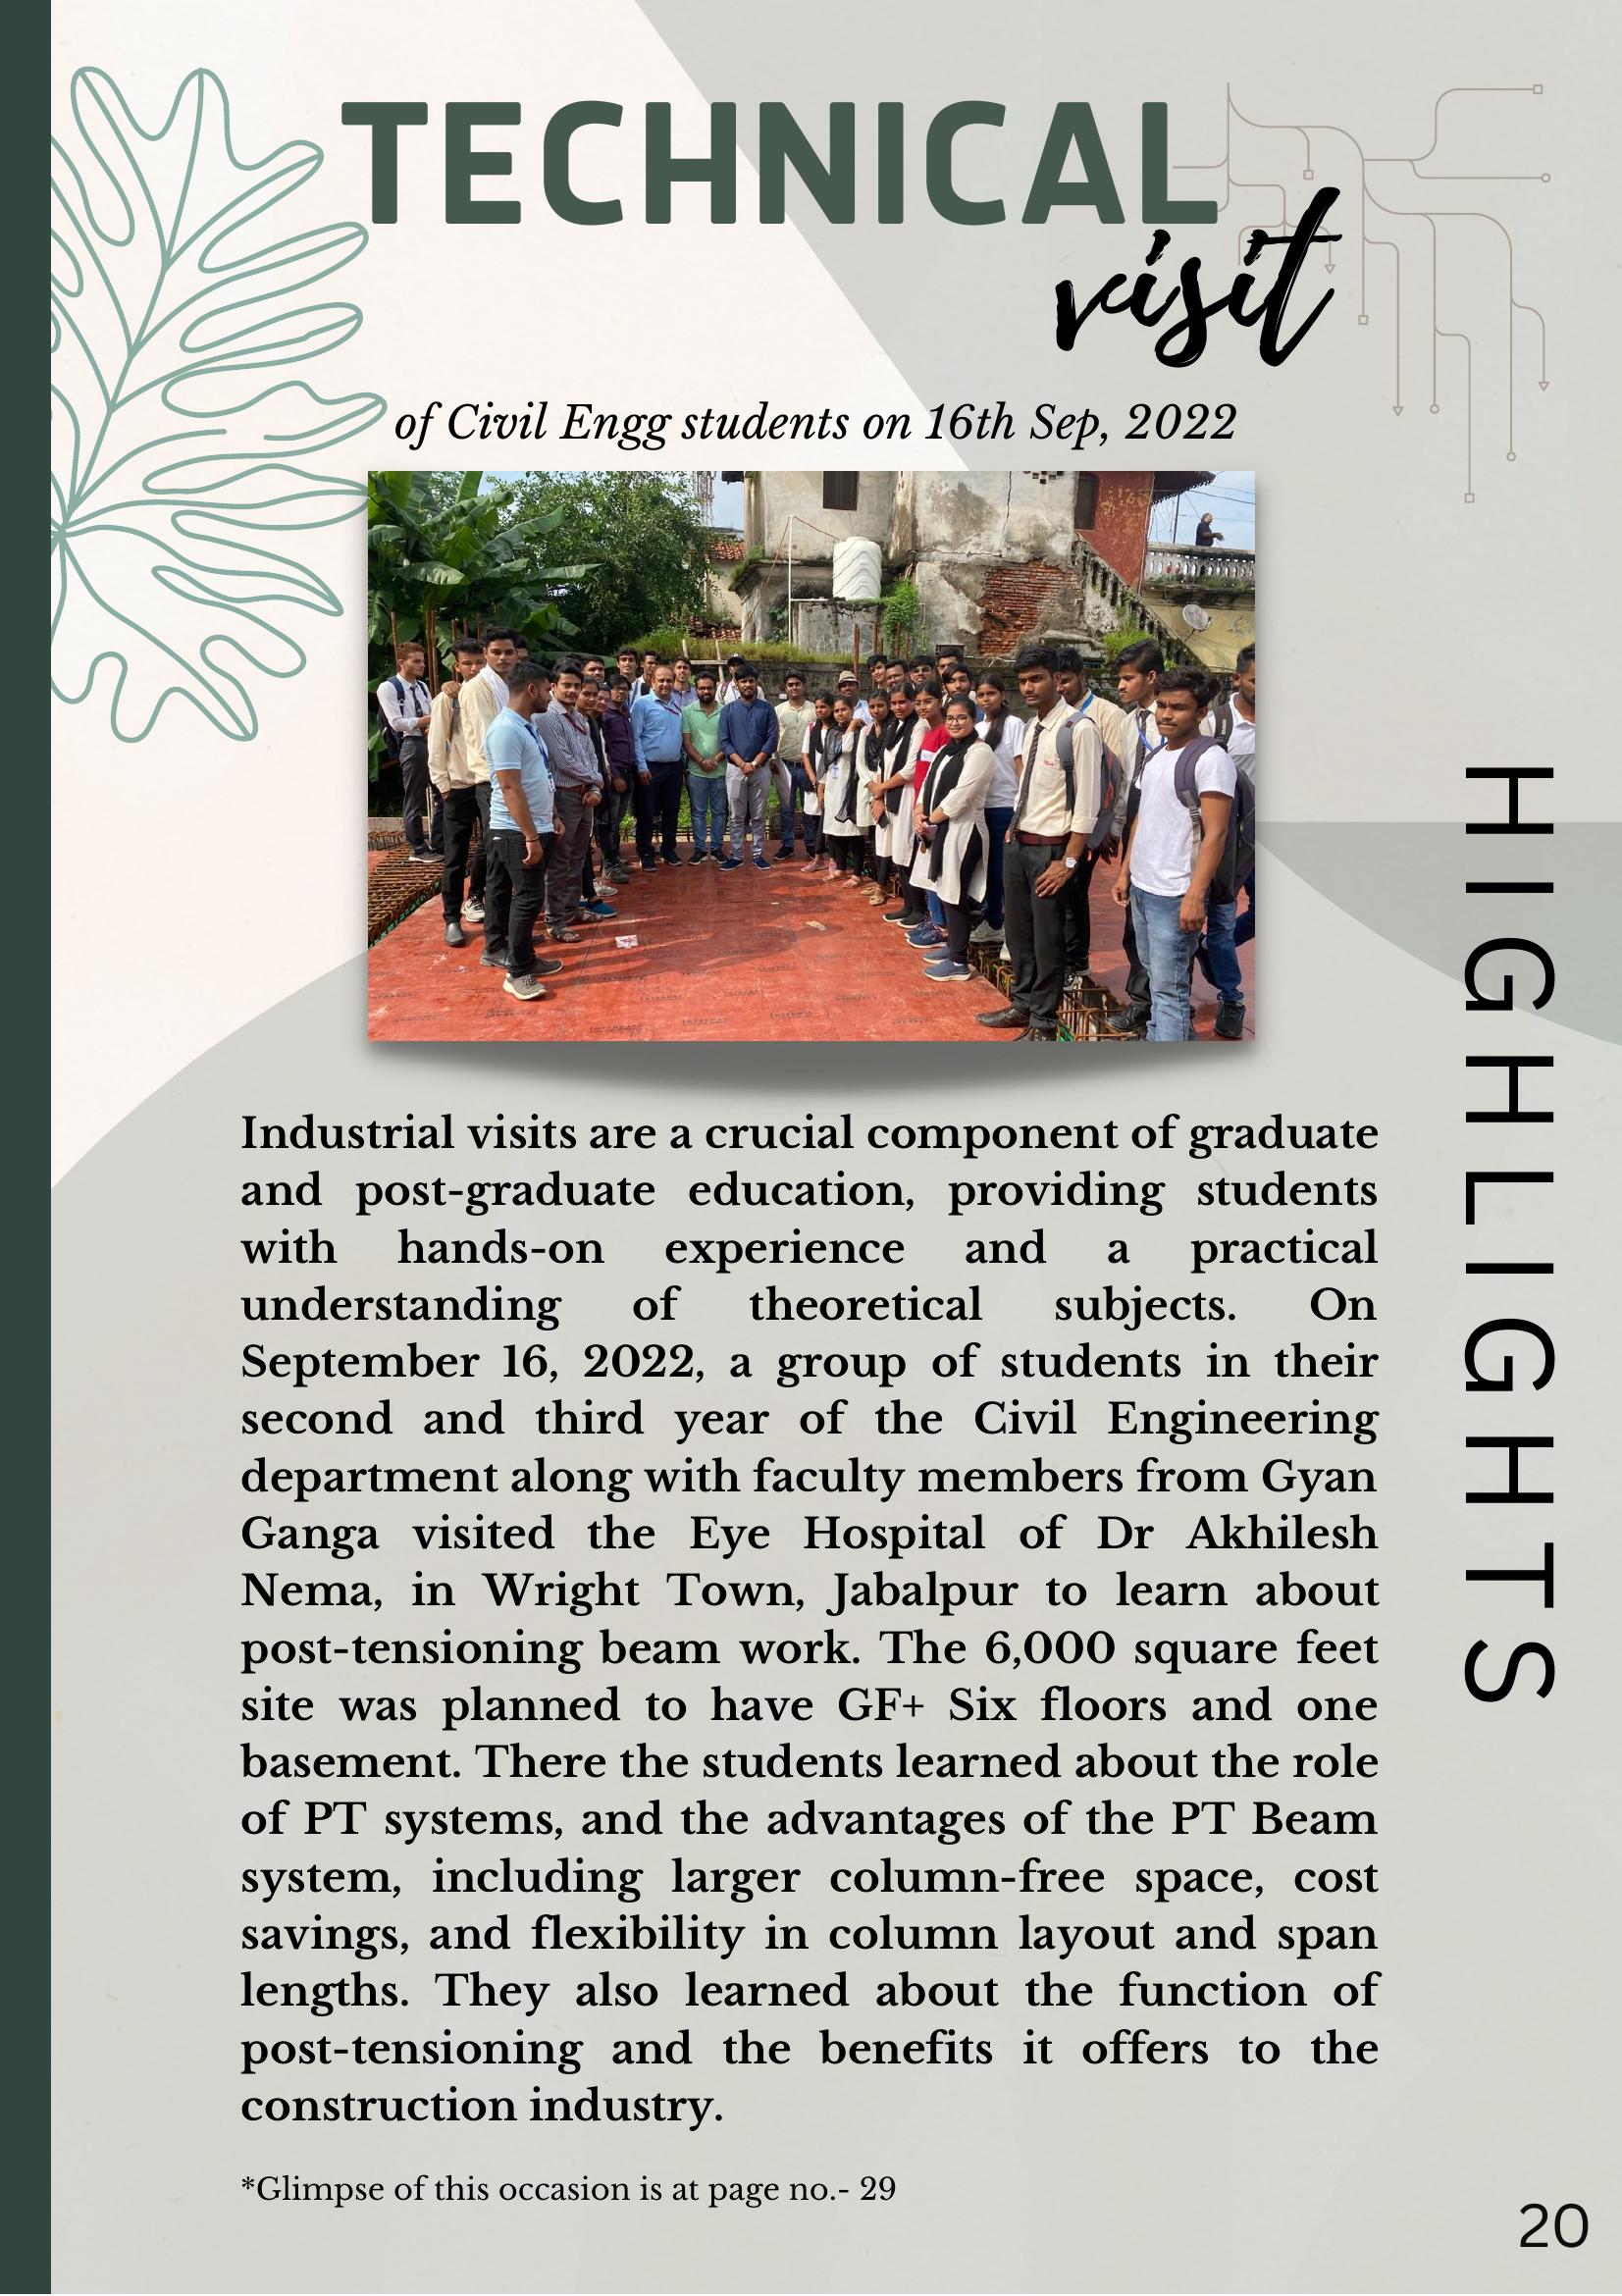 TECHNICAL
visit
of Civil Engg students on 16th Sep, 2022
Industrial visits are a crucial component of graduate
and post-graduate education, providing students
with hands-on experience and a practical
understanding of theoretical subjects. On
September 16, 2022, a group of students in their
second and third year of the Civil Engineering
department along with faculty members from Gyan
Ganga visited the Eye Hospital of Dr Akhilesh
Nema, in Wright Town, Jabalpur to learn about
post-tensioning beam work. The 6,000 square feet
site was planned to have GF+ Six floors and one
basement. There the students learned about the role
of PT systems, and the advantages of the PT Beam
system, including larger column-free space, cost
savings, and flexibility in column layout and span
lengths. They also learned about the function of
post-tensioning and the benefits it offers to the
construction industry.
*Glimpse of this occasion is at page no.- 29
HIGHLIGHTS
20